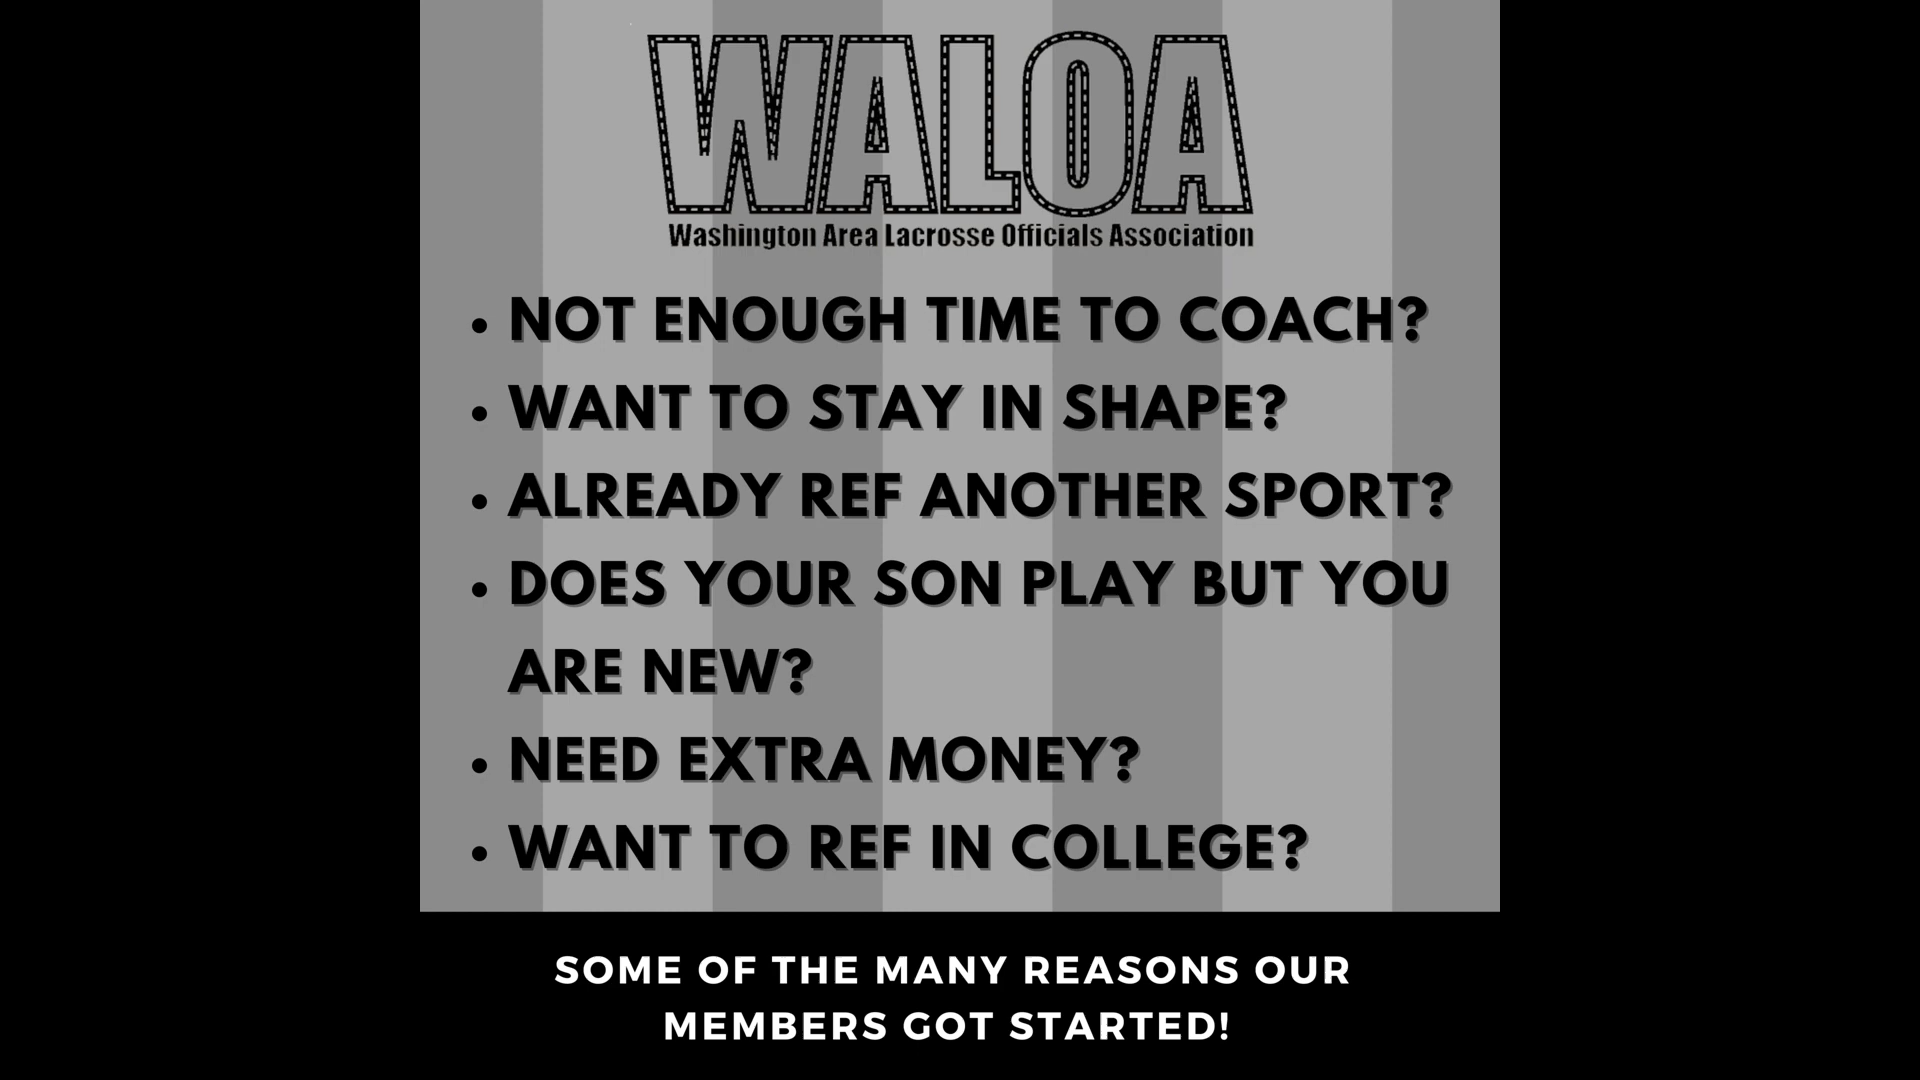 WALOA
Washington Area Lacrosse Officials Association
• NOT ENOUGH TIME TO COACH?
• WANT TO STAY IN SHAPE?
• ALREADY REF ANOTHER SPORT?
• DOES YOUR SON PLAY BUT YOU
ARE NEW?
• NEED EXTRA MONEY?
• WANT TO REF IN COLLEGE?
SOME OF THE MANY REASONS OUR
MEMBERS GOT STARTED!